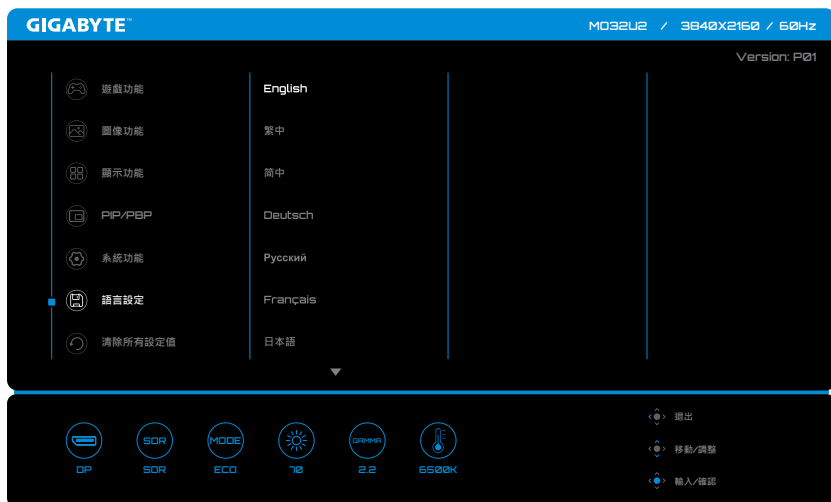 GIGABYTE™
MO32U2 / 3840X2160 / 60Hz
Version: P01
遊戲功能
圖像功能
顯示功能
PIP/PBP
系統功能
語言設定
清除所有設定值
English
繁中
简中
Deutsch
Русский
Français
日本語
DP
SDR
SDR
MODE
ECO
70
GAMMA
2.2
6500K
退出
移動/調整
輸入/確認